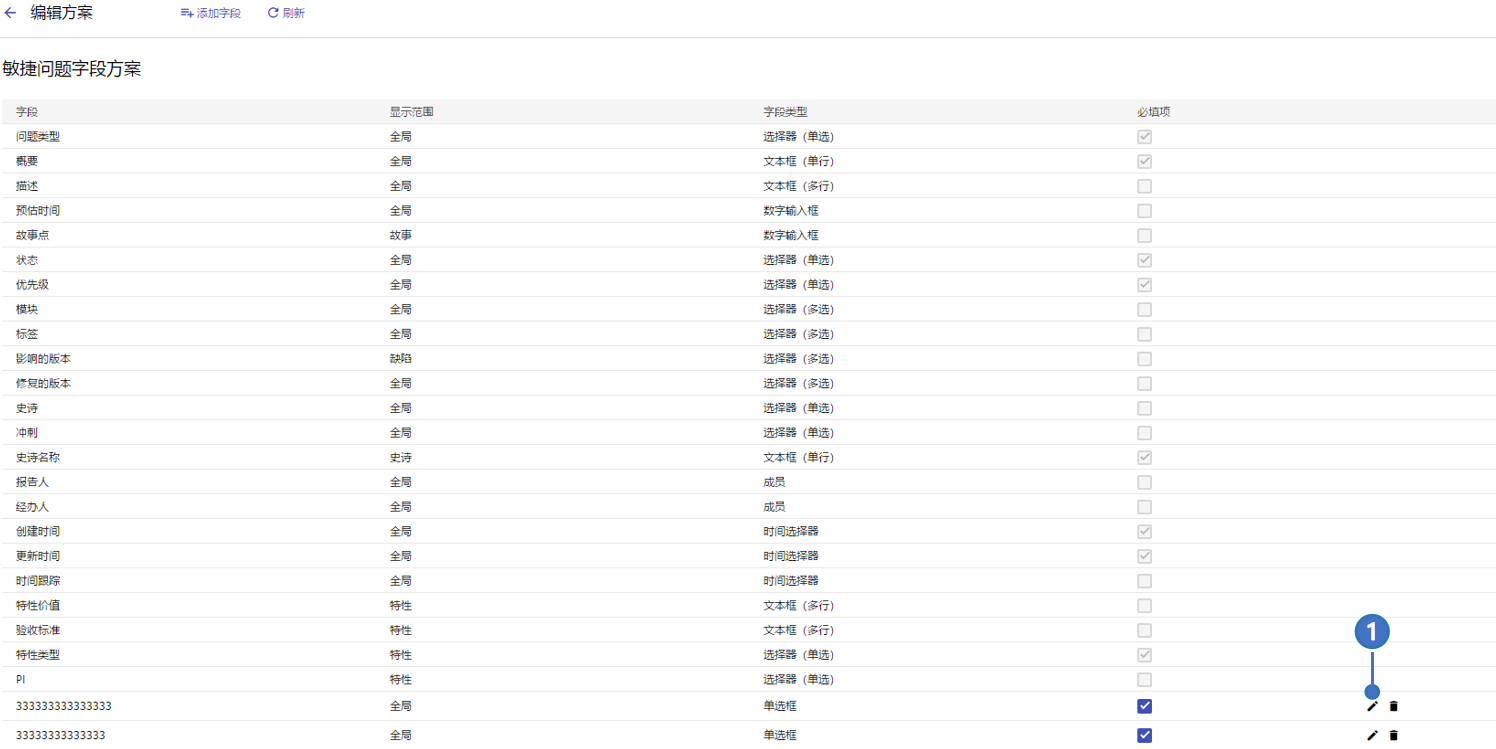 编辑方案 添加字段 刷新
敏捷问题字段方案
字段 显示范围 字段类型 必填项
问题类型 全局 选择器（单选）
概要 全局 文本框（单行）
描述 全局 文本框（多行）
预估时间 全局 数字输入框
故事点 故事 数字输入框
状态 全局 选择器（单选）
优先级 全局 选择器（单选）
模块 全局 选择器（多选）
标签 全局 选择器（多选）
影响的版本 缺陷 选择器（多选）
修复的版本 全局 选择器（多选）
史诗 全局 选择器（单选）
冲刺 全局 选择器（单选）
史诗名称 史诗 文本框（单行）
报告人 全局 成员
经办人 全局 成员
创建时间 全局 时间选择器
更新时间 全局 时间选择器
时间跟踪 全局 时间选择器
特性价值 特性 文本框（多行）
验收标准 特性 文本框（多行）
1
特性类型 特性 选择器（单选）
PI 特性 选择器（单选）
333333333333333 全局 单选框
33333333333333 全局 单选框